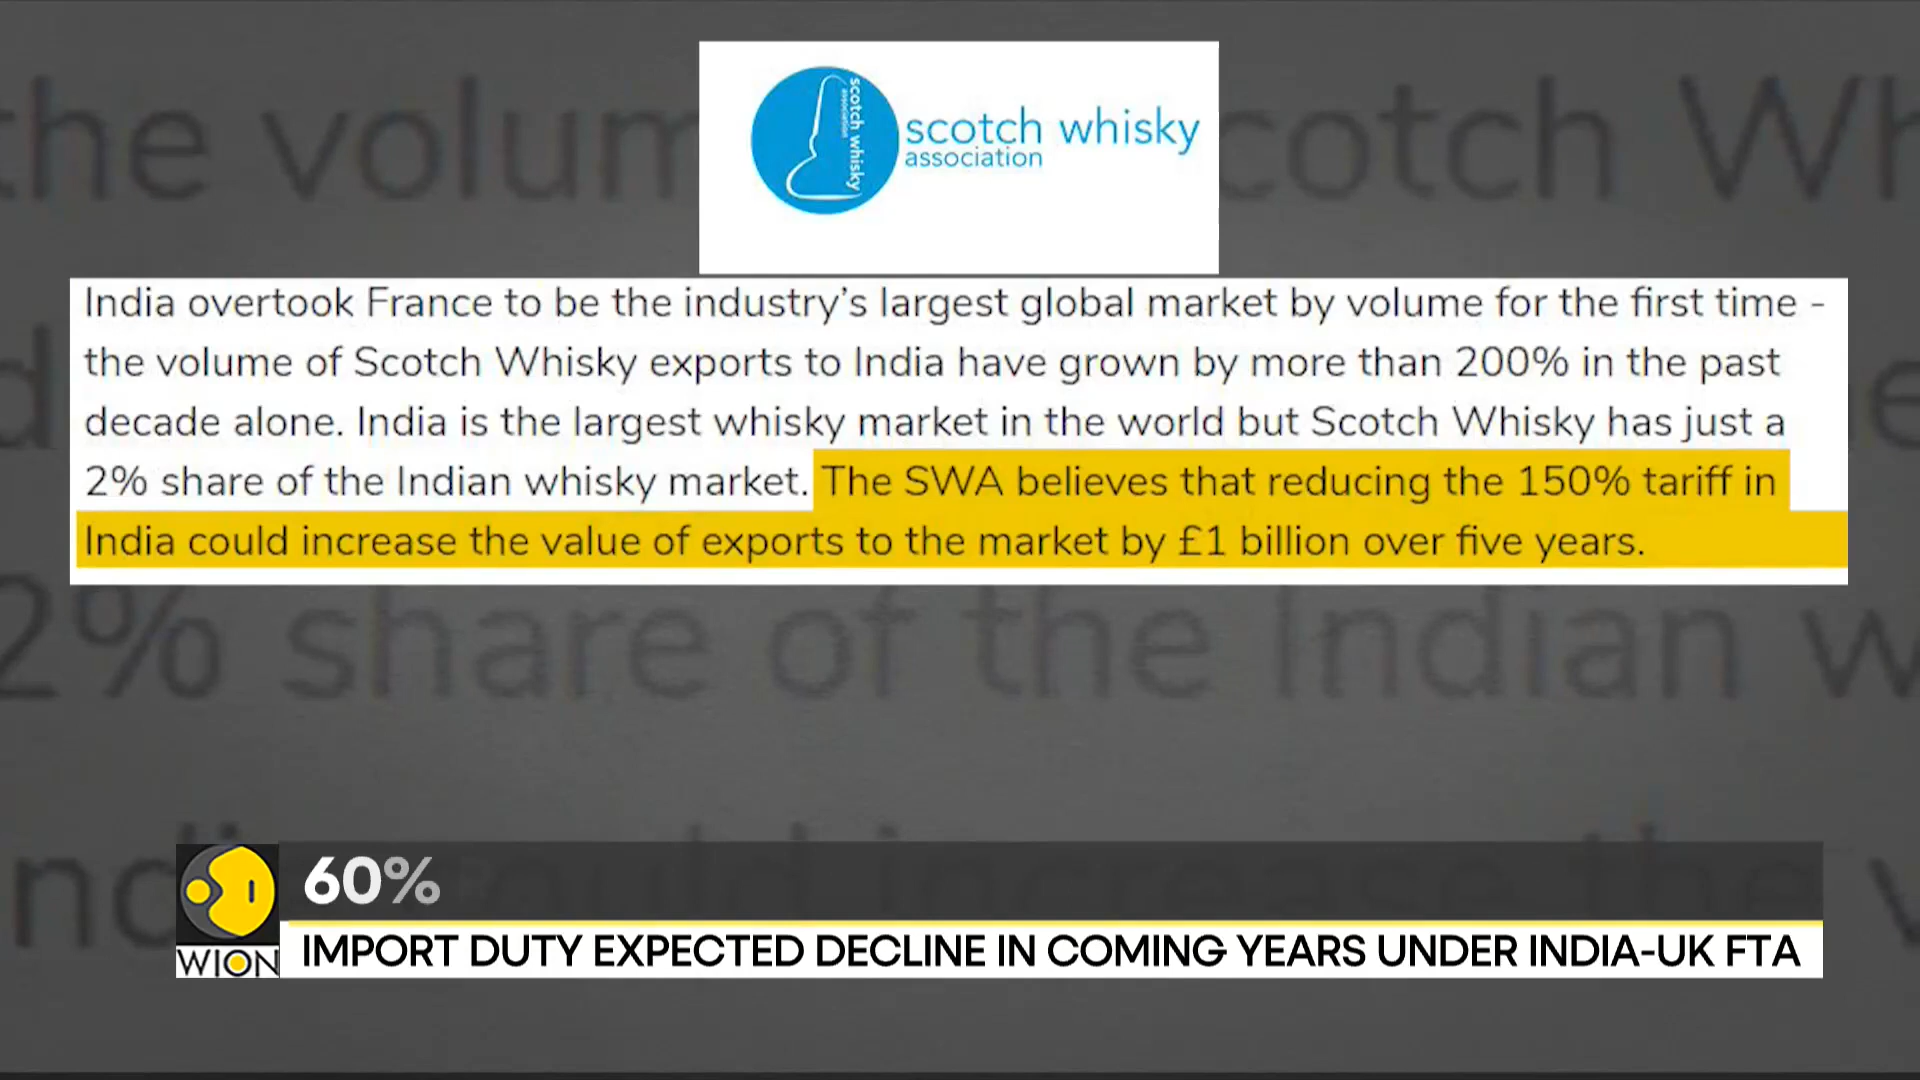 scotch whisky
association
scotch whisky
association
India overtook France to be the industry's largest global market by volume for the first time -
the volume of Scotch Whisky exports to India have grown by more than 200% in the past
decade alone. India is the largest whisky market in the world but Scotch Whisky has just a
2% share of the Indian whisky market. The SWA believes that reducing the 150% tariff in
India could increase the value of exports to the market by £1 billion over five years.
2% share of the Indian w
60%
IMPORT DUTY EXPECTED DECLINE IN COMING YEARS UNDER INDIA-UK FTA
WION